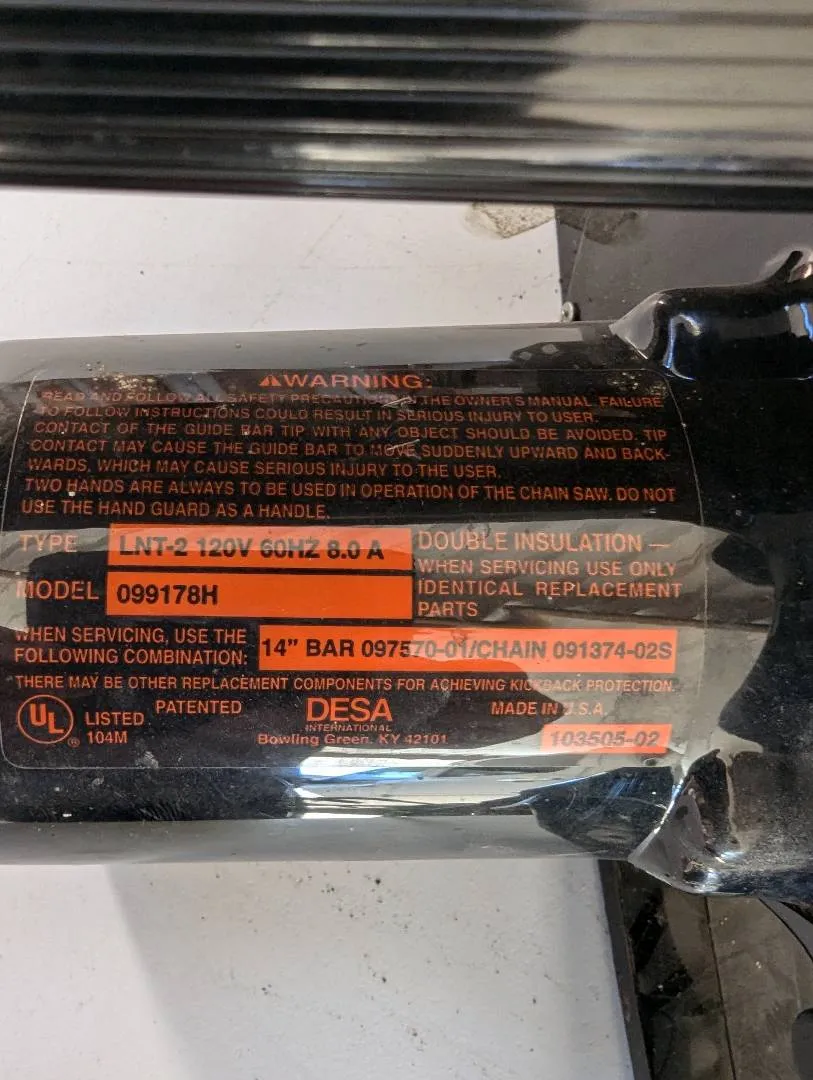 WARNING:
READ AND FOLLOW ALL SAFETY PRECAUTIONS IN THE OWNER'S MANUAL. FAILURE
TO FOLLOW INSTRUCTIONS COULD RESULT IN SERIOUS INJURY TO USER.
CONTACT OF THE GUIDE BAR TIP WITH ANY OBJECT SHOULD BE AVOIDED. TIP
CONTACT MAY CAUSE THE GUIDE BAR TO MOVE SUDDENLY UPWARD AND BACK-
WARDS, WHICH MAY CAUSE SERIOUS INJURY TO THE USER.
TWO HANDS ARE ALWAYS TO BE USED IN OPERATION OF THE CHAIN SAW. DO NOT
USE THE HAND GUARD AS A HANDLE.
TYPE LNT-2 120V 60HZ 8.0 A
MODEL 099178H
DOUBLE INSULATION —
WHEN SERVICING USE ONLY
IDENTICAL REPLACEMENT
PARTS
WHEN SERVICING, USE THE
FOLLOWING COMBINATION:
14" BAR 097570-01/CHAIN 091374-02S
THERE MAY BE OTHER REPLACEMENT COMPONENTS FOR ACHIEVING KICKBACK PROTECTION.
UL ® LISTED
104M
PATENTED
DESA
INTERNATIONAL
Bowling Green, KY 42101
MADE IN U.S.A.
103505-02